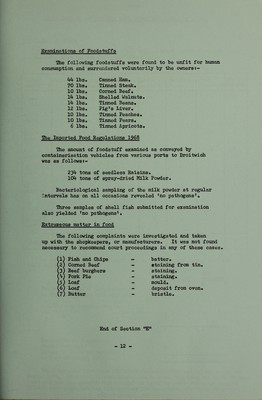 Examinations of Foodstuffs
The following foodstuffs were found to be unfit for human
consumption and surrendered voluntarily by the owners:-
44 lbs. Canned Ham.
70 lbs. Tinned Steak.
10 lbs. Corned Beef.
14 lbs. Shelled Walnuts.
14 lbs. Tinned Beans.
12 lbs. Pig's Liver.
10 lbs. Tinned Peaches.
10 lbs. Tinned Pears.
6 lbs. Tinned Apricots.
The Imported Food Regulations 1968
The amount of foodstuff examined as conveyed by
containerisation vehicles from various ports to Droitwich
was as follows:-
234 tons of seedless Raisins.
104 tons of spray-dried Milk Powder.
Bacteriological sampling of the milk powder at regular
intervals has on all occasions revealed 'no pathogens'.
Three samples of shell fish submitted for examination
also yielded 'no pathogens'.
Extraneous matter in food
The following complaints were investigated and taken
up with the shopkeepers, or manufacturers. It was not found
necessary to recommend court proceedings in any of these cases.
(1) Fish and Chips - batter.
(2) Corned Beef - staining from tin.
(3) Beef burghers - staining.
(4) Pork Pie - staining.
(5) Loaf - mould.
(6) Loaf - deposit from oven.
(7) Butter - bristle.
End of Section "E"
- 12 -